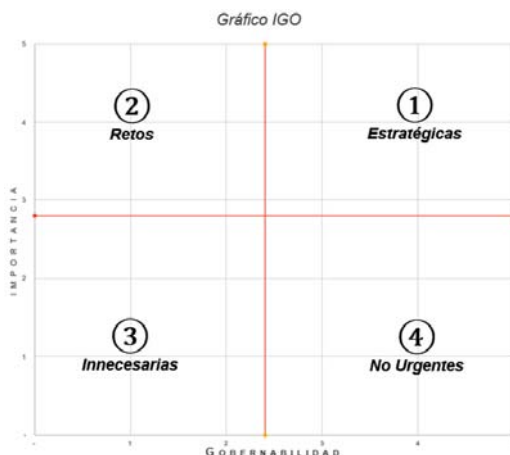 Gráfico IGO
5
2
Retos
1
Estratégicas
4
3
IMPORTANCIA
2
3
Innecesarias
4
No Urgentes
1
-
- 1 2 3 4
GOBERNABILIDAD